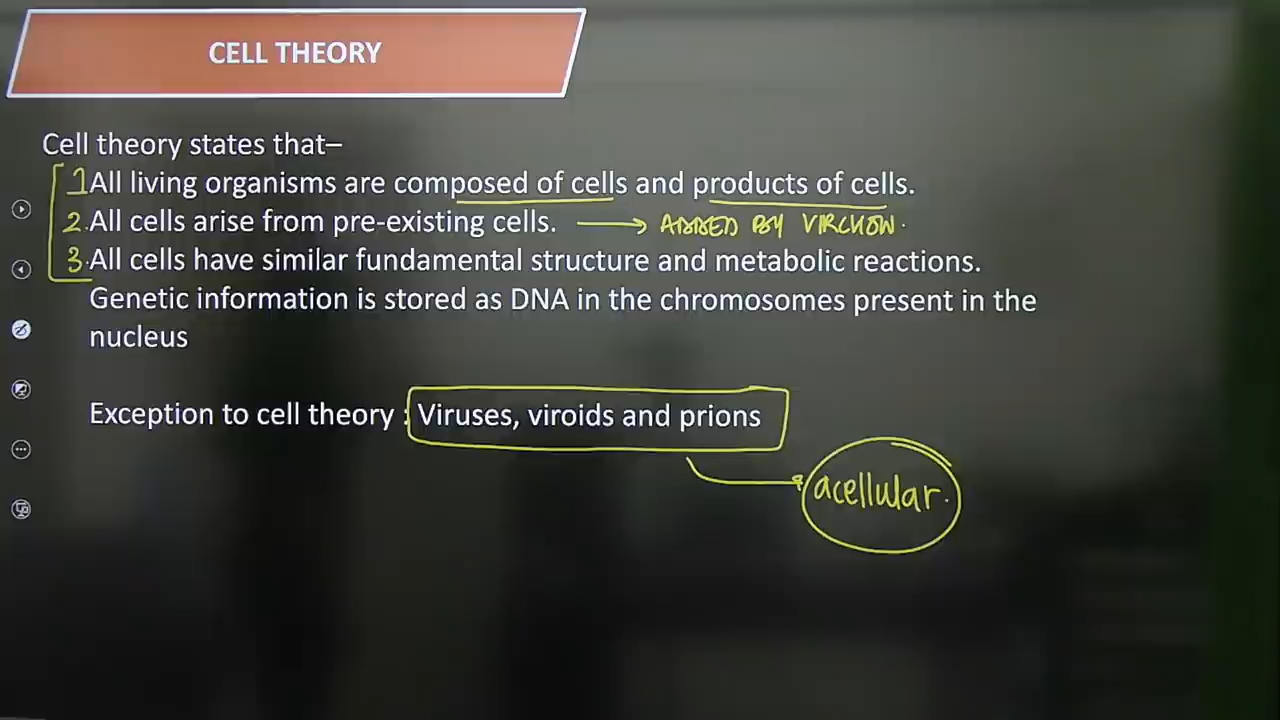 CELL THEORY
Cell theory states that–
1 All living organisms are composed of cells and products of cells.
2. All cells arise from pre-existing cells. → ADDED BY VIRCHOW.
3. All cells have similar fundamental structure and metabolic reactions.
Genetic information is stored as DNA in the chromosomes present in the
nucleus
Exception to cell theory : Viruses, viroids and prions
acellular.